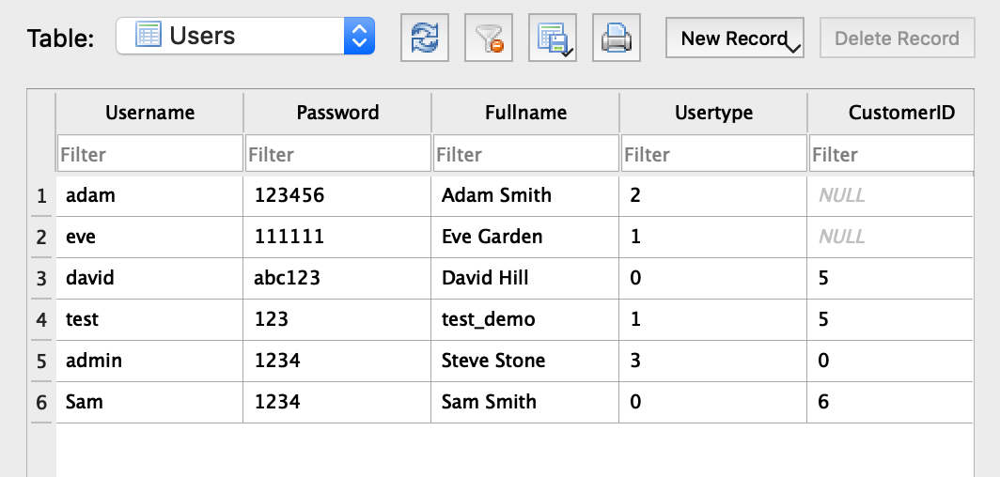 Table: Users New Record Delete Record
Username Password Fullname Usertype CustomerID
Filter Filter Filter Filter Filter
1 adam 123456 Adam Smith 2 NULL
2 eve 111111 Eve Garden 1 NULL
3 david abc123 David Hill 0 5
4 test 123 test_demo 1 5
5 admin 1234 Steve Stone 3 0
6 Sam 1234 Sam Smith 0 6